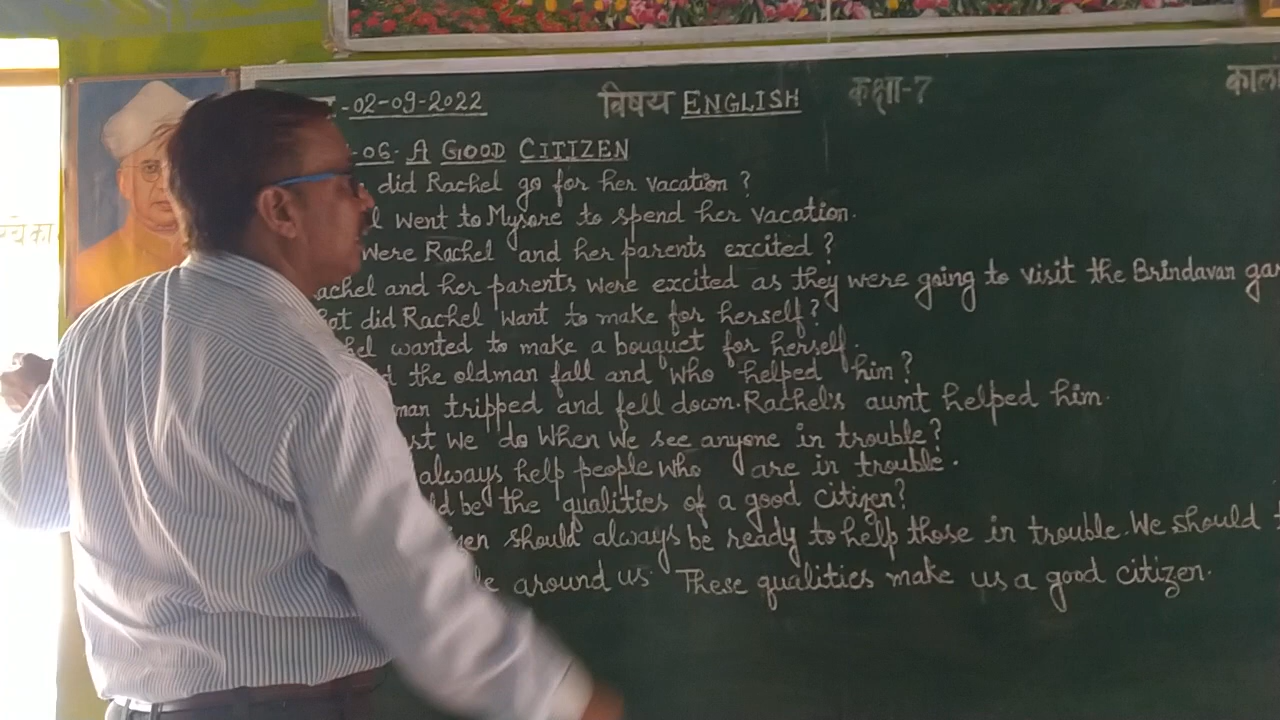 -02-09-2022 विषय ENGLISH कक्षा-7
-06- A GOOD CITIZEN
did Rachel go for her vacation ?
went to Mysore to spend her vacation.
were Rachel and her parents excited ?
achel and her parents were excited as they were going to visit the Brindavan gar
did Rachel want to make for herself?
wanted to make a bouquet for herself.
the oldman fall and who helped him ?
man tripped and fell down. Rachel's aunt helped him.
we do When we see anyone in trouble?
always help people who are in trouble.
be the qualities of a good citizen?
should always be ready to help those in trouble. We should
around us. These qualities make us a good citizen.